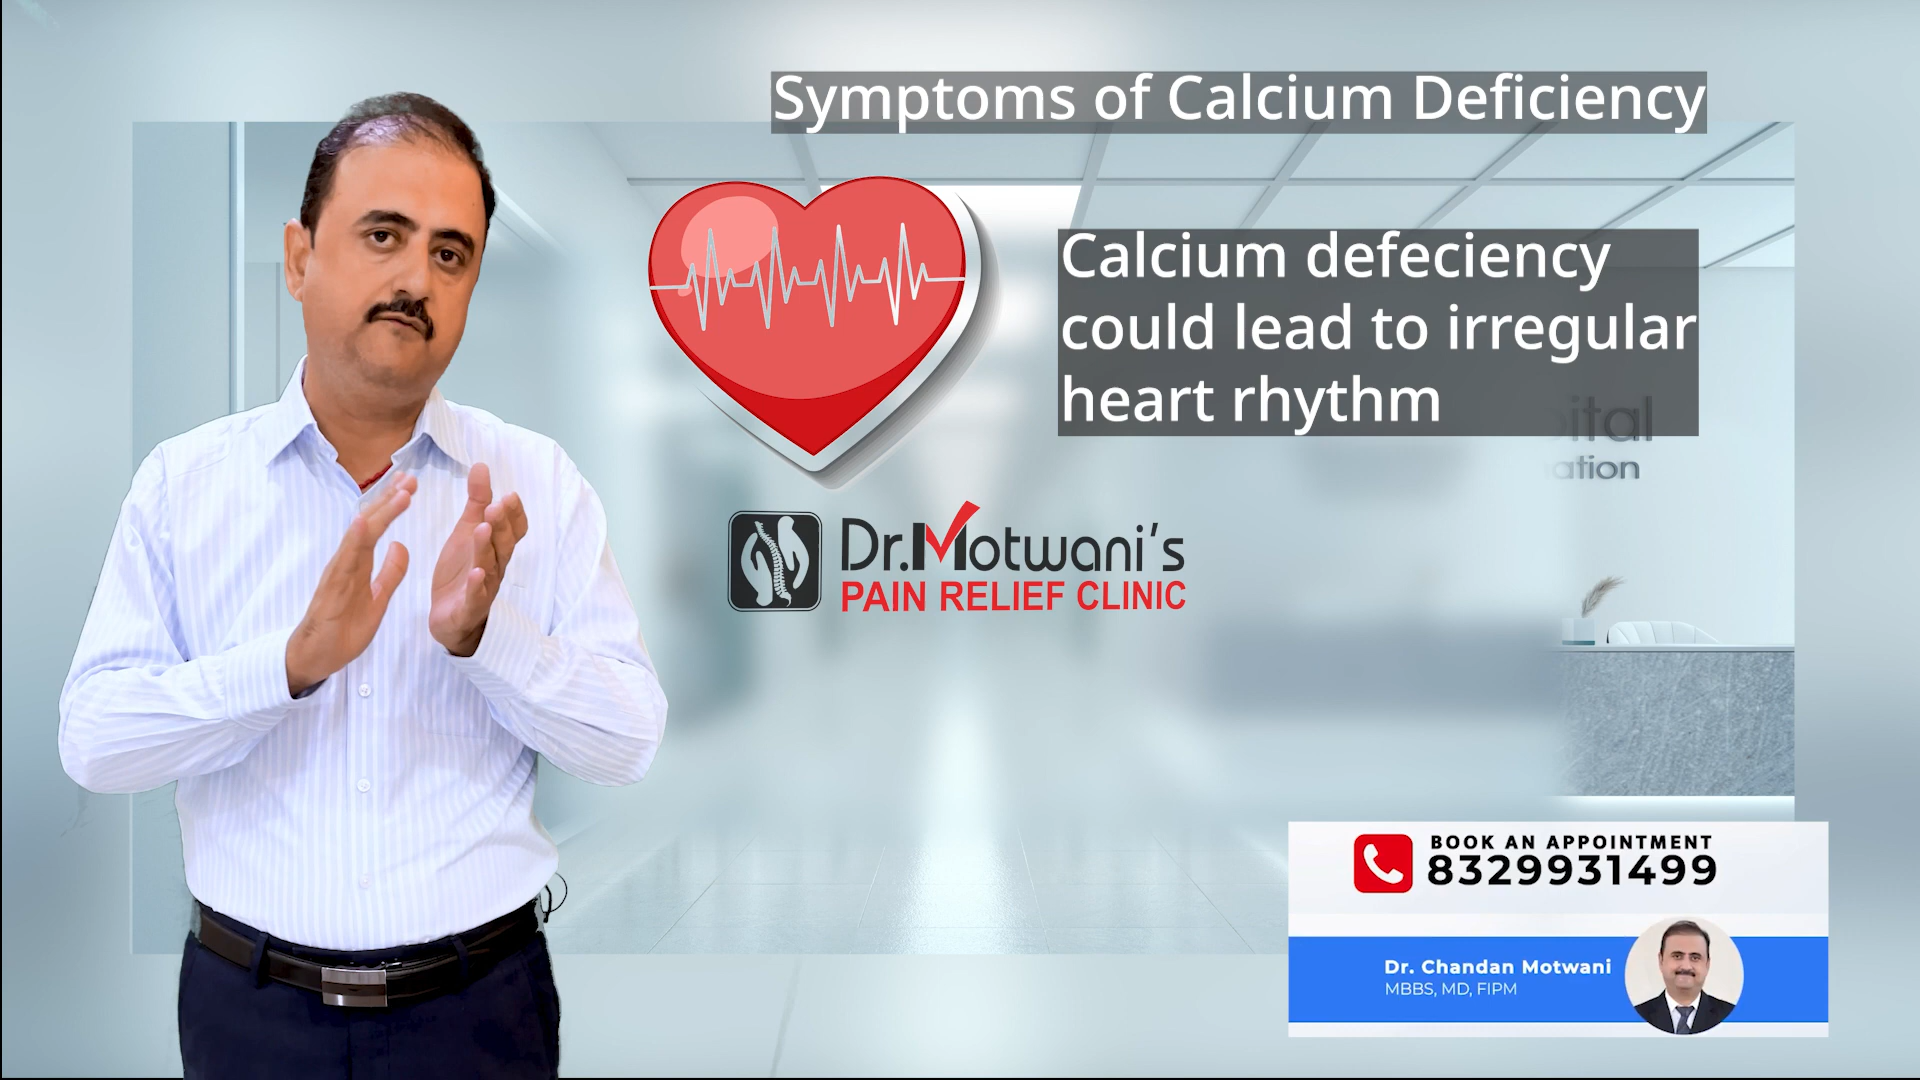 Symptoms of Calcium Deficiency
Calcium defeciency
could lead to irregular
heart rhythm
Dr.Motwani's
PAIN RELIEF CLINIC
BOOK AN APPOINTMENT
8329931499
Dr. Chandan Motwani
MBBS, MD, FIPM